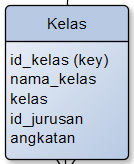 Kelas
id_kelas (key)
nama_kelas
kelas
id_jurusan
angkatan